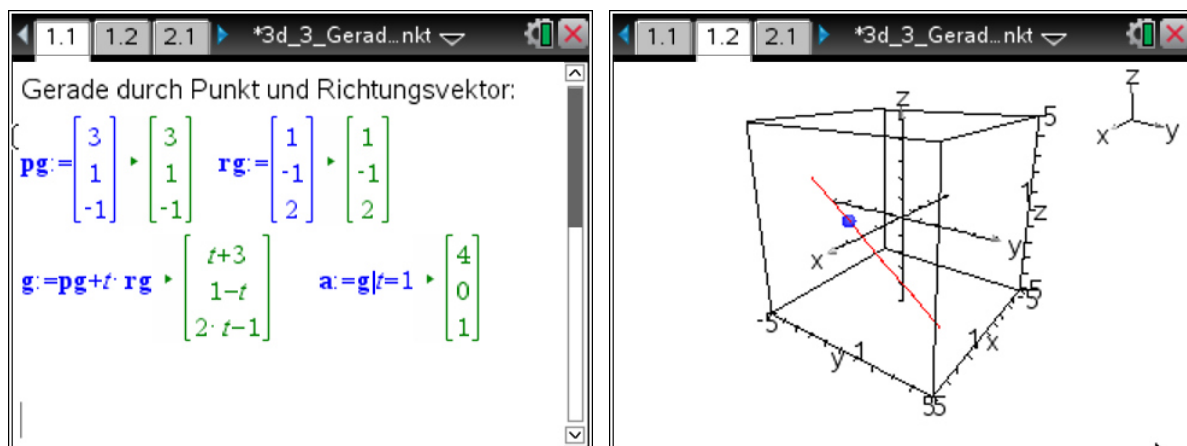 1.1 1.2 2.1 *3d_3_Gerad…nkt
Gerade durch Punkt und Richtungsvektor:
pg:=[3 1 -1] ▸ [3 1 -1] rg:=[1 -1 2] ▸ [1 -1 2]
g:=pg+t· rg ▸ [t+3 1−t 2· t−1] a:=g|t=1 ▸ [4 0 1]
1.1 1.2 2.1 *3d_3_Gerad…nkt
z
x y
z 5
1
z
y
x
-5 -5 5
1 x
y 1
5 5